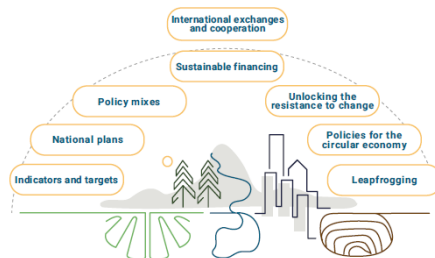 International exchanges
and cooperation
Sustainable financing
Policy mixes
Unlocking the
resistance to change
National plans
Policies for the
circular economy
Indicators and targets
Leapfrogging